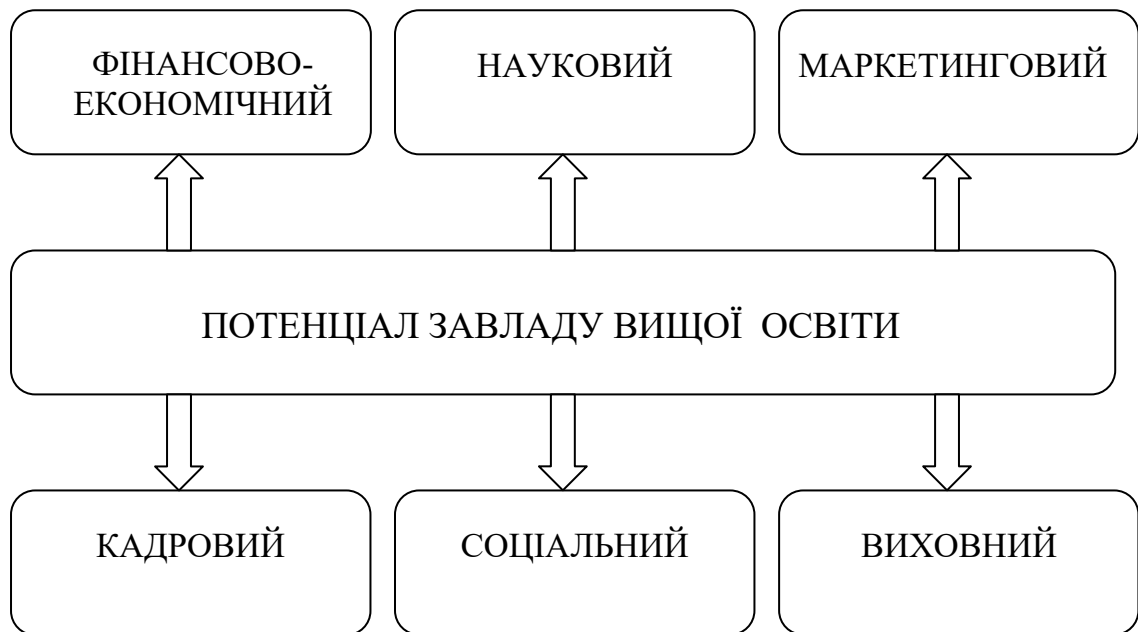 ФІНАНСОВО-
ЕКОНОМІЧНИЙ
НАУКОВИЙ
МАРКЕТИНГОВИЙ
ПОТЕНЦІАЛ ЗАВЛАДУ ВИЩОЇ ОСВІТИ
КАДРОВИЙ
СОЦІАЛЬНИЙ
ВИХОВНИЙ